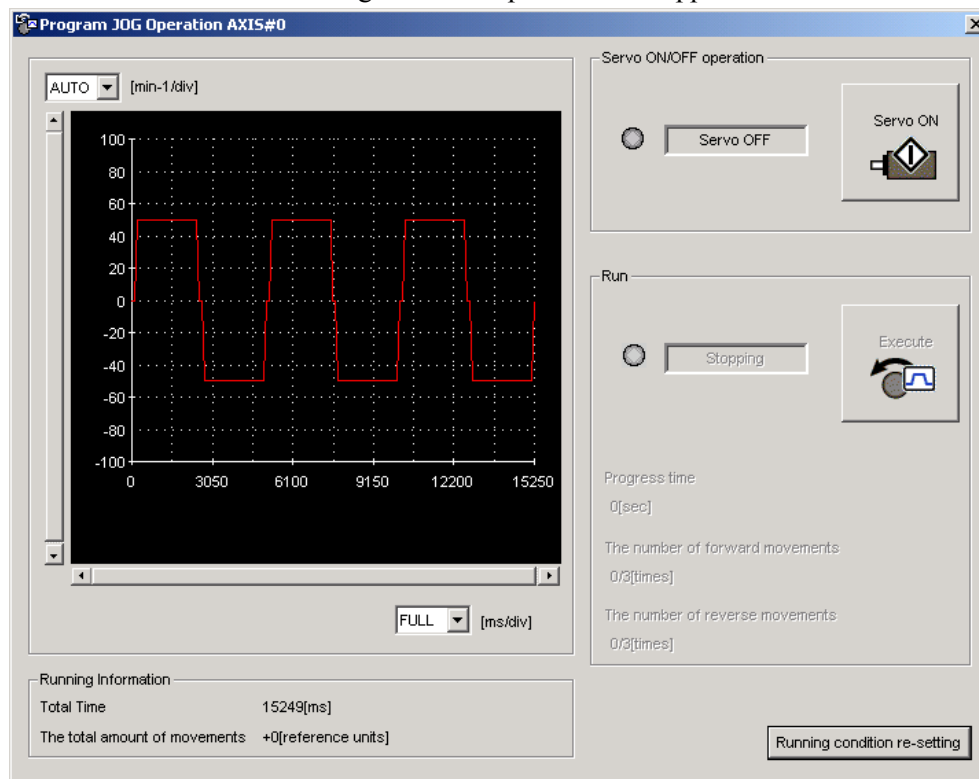 Program JOG Operation AXIS#0
AUTO [min-1/div]
100
80
60
40
20
0
-20
-40
-60
-80
-100
0 3050 6100 9150 12200 15250
FULL [ms/div]
Running Information
Total Time 15249[ms]
The total amount of movements +0[reference units]
Servo ON/OFF operation
Servo OFF
Servo ON
Run
Stopping
Execute
Progress time
0[sec]
The number of forward movements
0/3[times]
The number of reverse movements
0/3[times]
Running condition re-setting